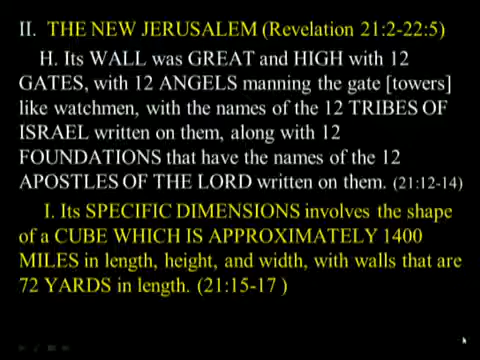 II. THE NEW JERUSALEM (Revelation 21:2-22:5)
H. Its WALL was GREAT and HIGH with 12
GATES, with 12 ANGELS manning the gate [towers]
like watchmen, with the names of the 12 TRIBES OF
ISRAEL written on them, along with 12
FOUNDATIONS that have the names of the 12
APOSTLES OF THE LORD written on them. (21:12-14)
I. Its SPECIFIC DIMENSIONS involves the shape
of a CUBE WHICH IS APPROXIMATELY 1400
MILES in length, height, and width, with walls that are
72 YARDS in length. (21:15-17 )